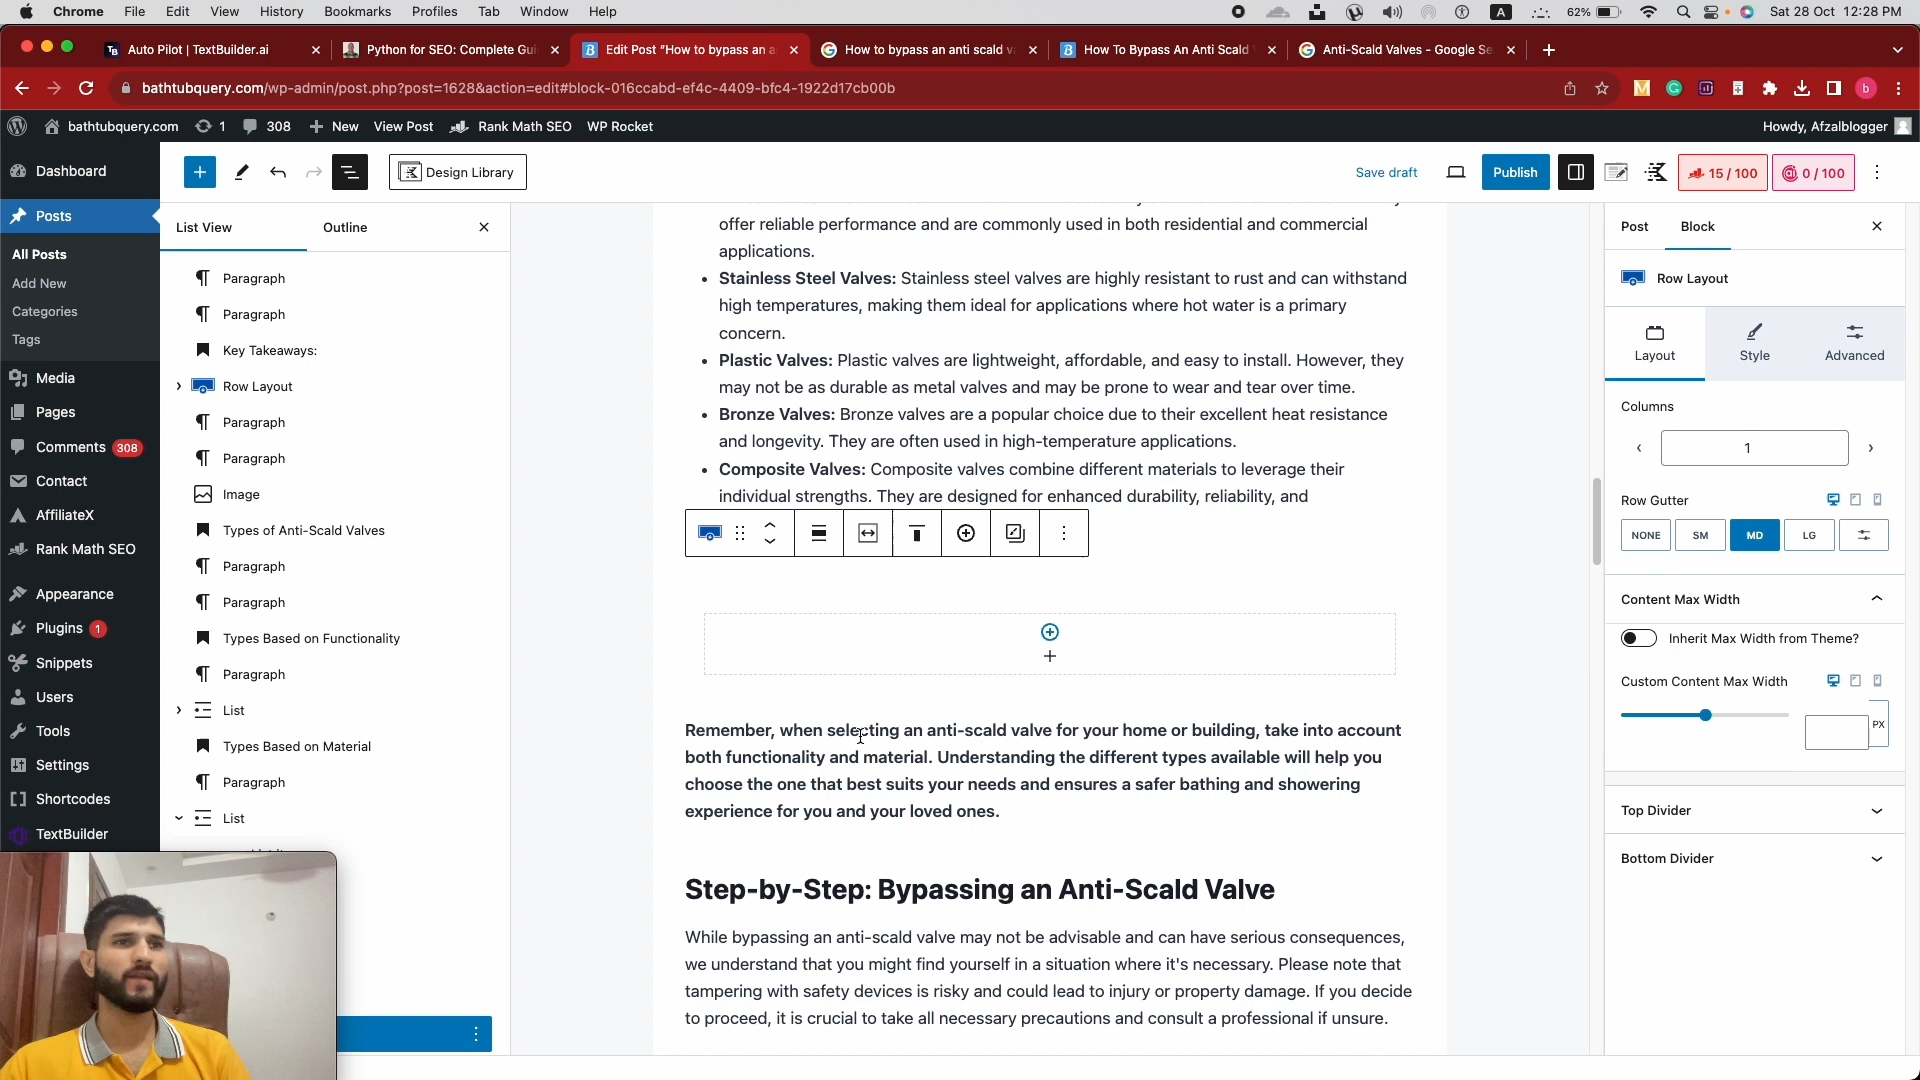 Chrome File Edit View History Bookmarks Profiles Tab Window Help
A 62% Sat 28 Oct 12:28 PM
Auto Pilot | TextBuilder.ai
Python for SEO: Complete Gui
Edit Post "How to bypass an a
How to bypass an anti scald v
How To Bypass An Anti Scald
Anti-Scald Valves - Google Se
bathtubquery.com/wp-admin/post.php?post=1628&action=edit#block-016ccabd-ef4c-4409-bfc4-1922d17cb00b
bathtubquery.com 1 308 New View Post Rank Math SEO WP Rocket
Howdy, Afzalblogger
Dashboard
Posts
All Posts
Add New
Categories
Tags
Media
Pages
Comments 308
Contact
AffiliateX
Rank Math SEO
Appearance
Plugins 1
Snippets
Users
Tools
Settings
Shortcodes
TextBuilder
Design Library
Save draft
Publish
15 / 100
0 / 100
List View Outline
Paragraph
Paragraph
Key Takeaways:
Row Layout
Paragraph
Paragraph
Image
Types of Anti-Scald Valves
Paragraph
Paragraph
Types Based on Functionality
Paragraph
List
Types Based on Material
Paragraph
List
offer reliable performance and are commonly used in both residential and commercial
applications.
• Stainless Steel Valves: Stainless steel valves are highly resistant to rust and can withstand
high temperatures, making them ideal for applications where hot water is a primary
concern.
• Plastic Valves: Plastic valves are lightweight, affordable, and easy to install. However, they
may not be as durable as metal valves and may be prone to wear and tear over time.
• Bronze Valves: Bronze valves are a popular choice due to their excellent heat resistance
and longevity. They are often used in high-temperature applications.
• Composite Valves: Composite valves combine different materials to leverage their
individual strengths. They are designed for enhanced durability, reliability, and
Remember, when selecting an anti-scald valve for your home or building, take into account
both functionality and material. Understanding the different types available will help you
choose the one that best suits your needs and ensures a safer bathing and showering
experience for you and your loved ones.
Step-by-Step: Bypassing an Anti-Scald Valve
While bypassing an anti-scald valve may not be advisable and can have serious consequences,
we understand that you might find yourself in a situation where it's necessary. Please note that
tampering with safety devices is risky and could lead to injury or property damage. If you decide
to proceed, it is crucial to take all necessary precautions and consult a professional if unsure.
Post Block
Row Layout
Layout Style Advanced
Columns
1
Row Gutter
NONE SM MD LG
Content Max Width
Inherit Max Width from Theme?
Custom Content Max Width
PX
Top Divider
Bottom Divider